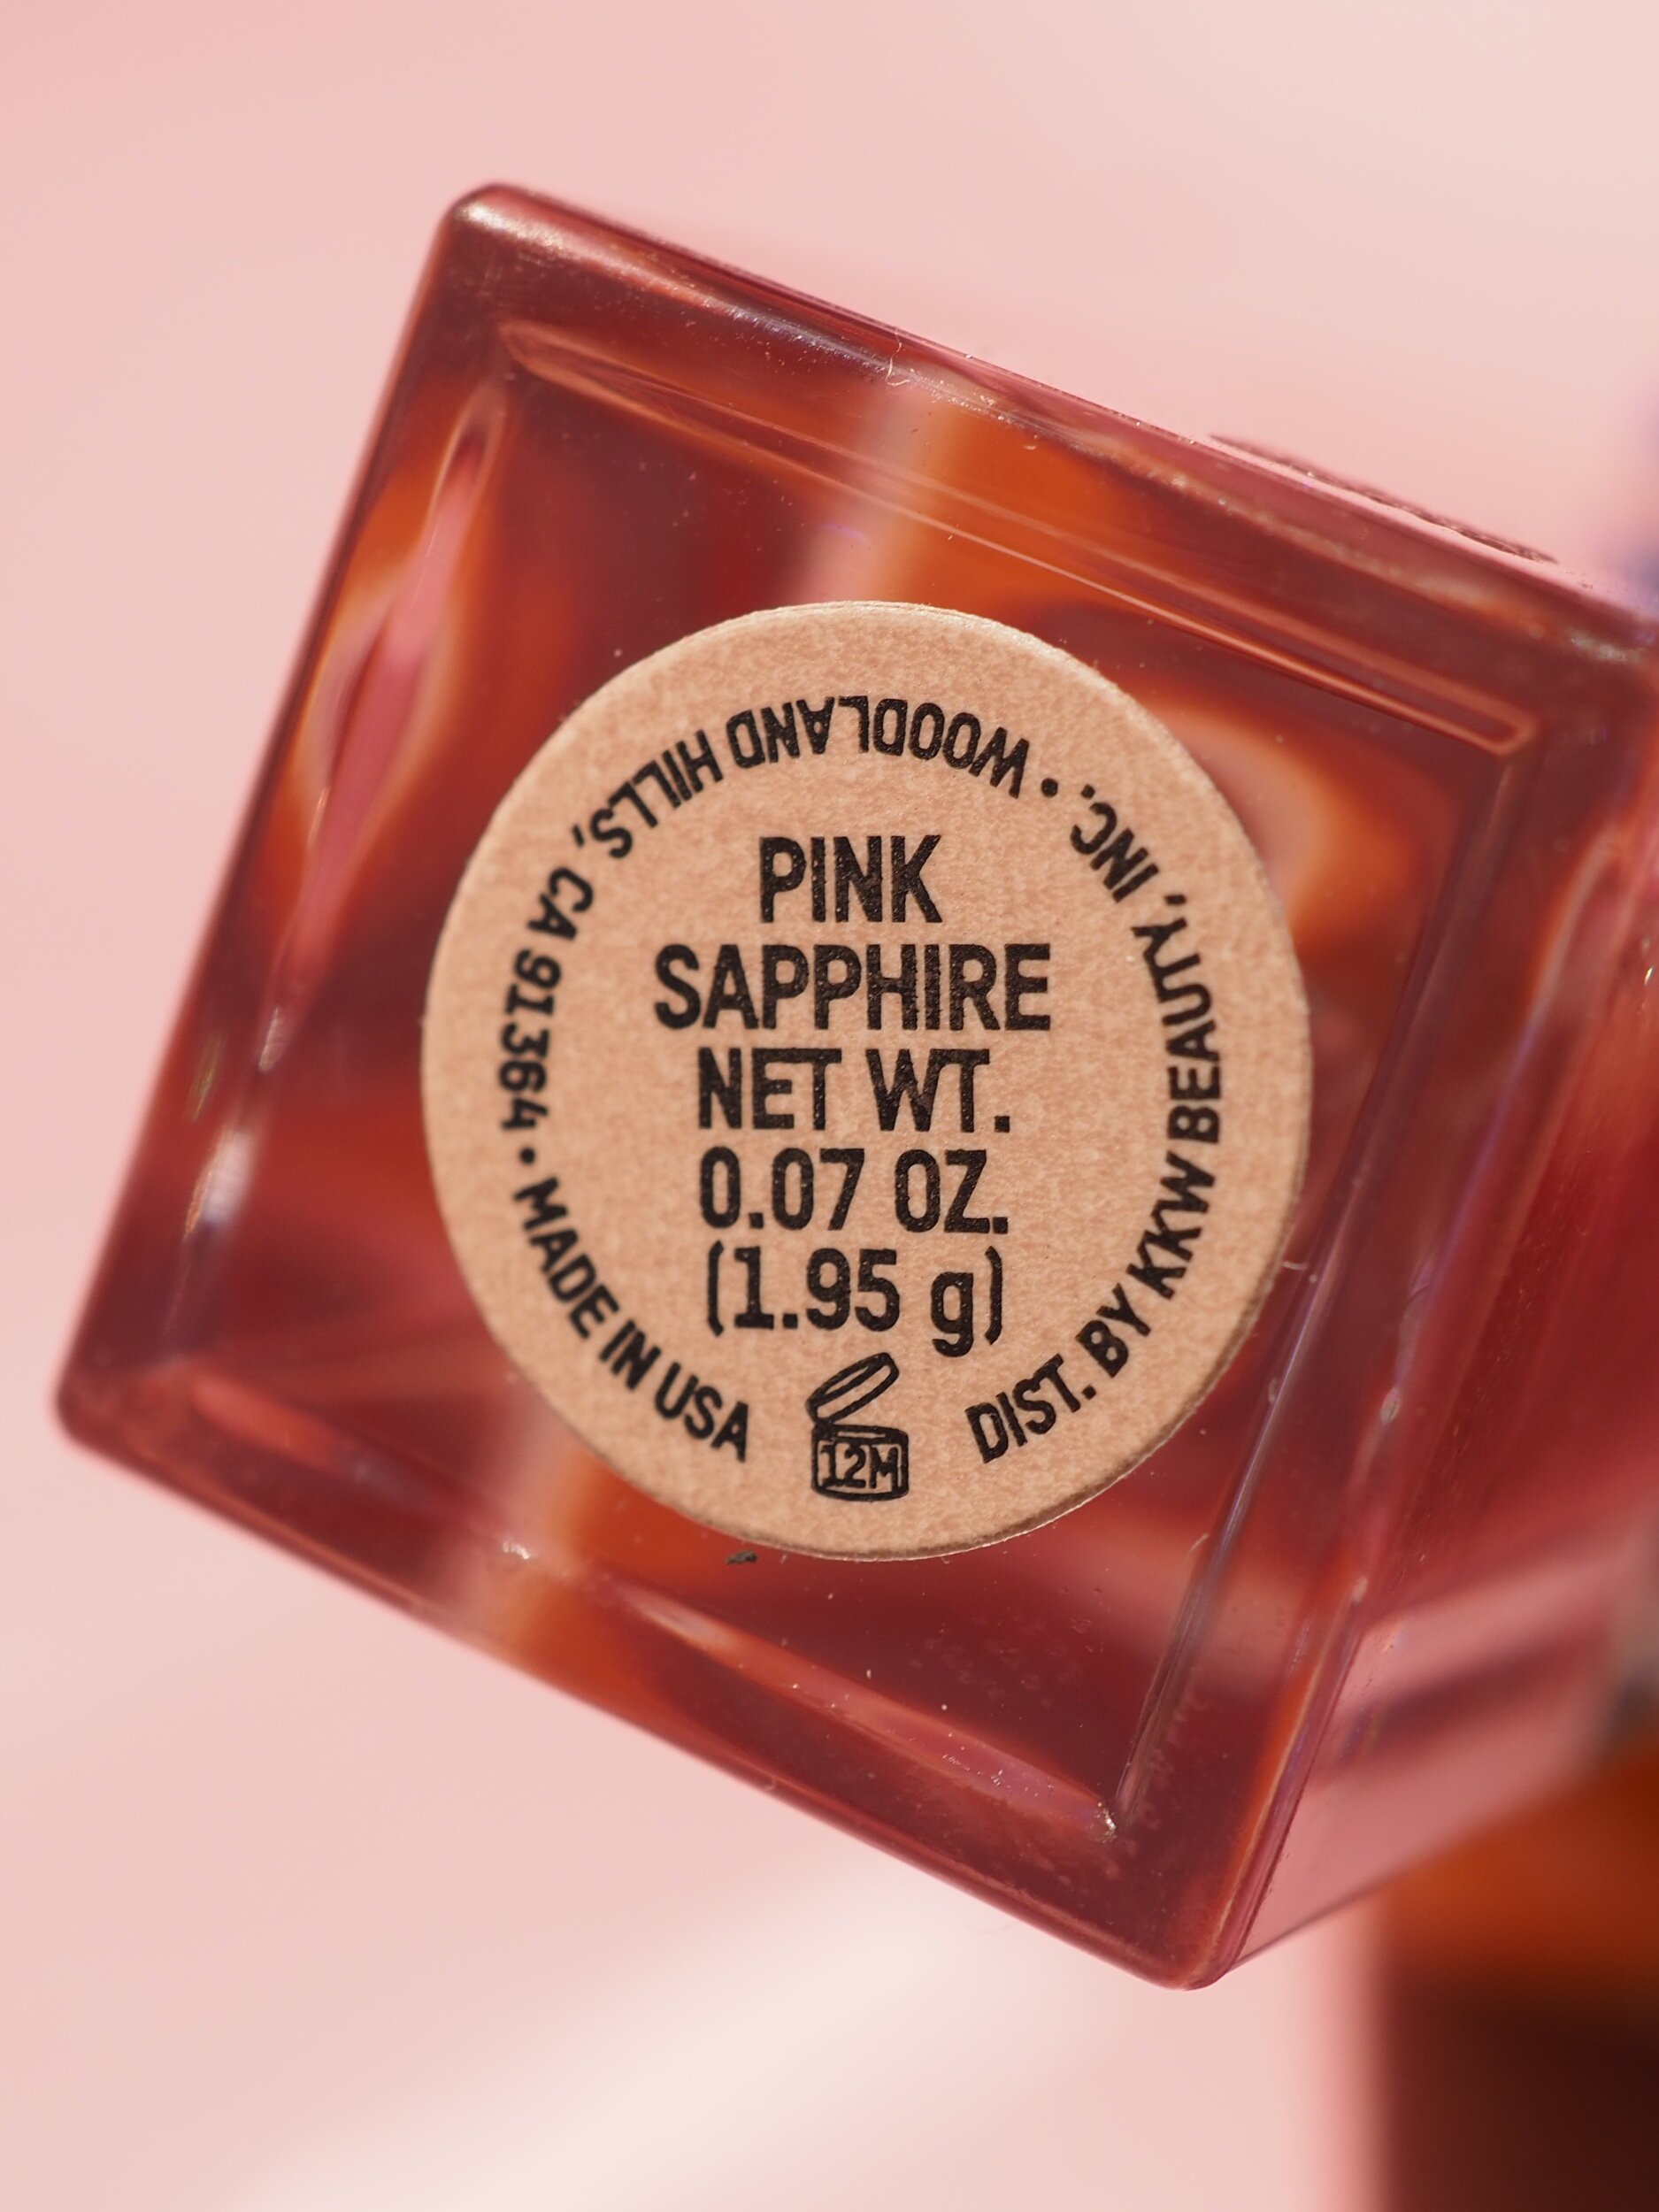 PINK
SAPPHIRE
NET WT.
0.07 OZ.
(1.95 g)
12M
DIST. BY KKW BEAUTY, INC. • WOODLAND HILLS, CA 91364 • MADE IN USA